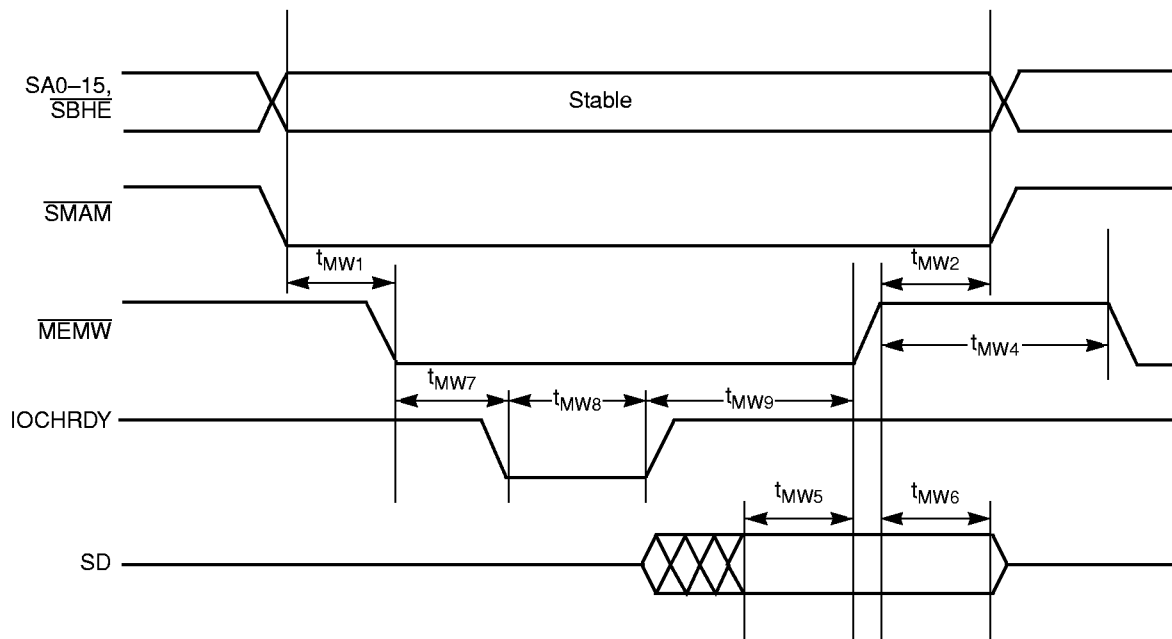 SA0–15,
SBHE
Stable
SMAM
tMW1
tMW2
MEMW
tMW4
tMW7
tMW8
tMW9
IOCHRDY
tMW5
tMW6
SD